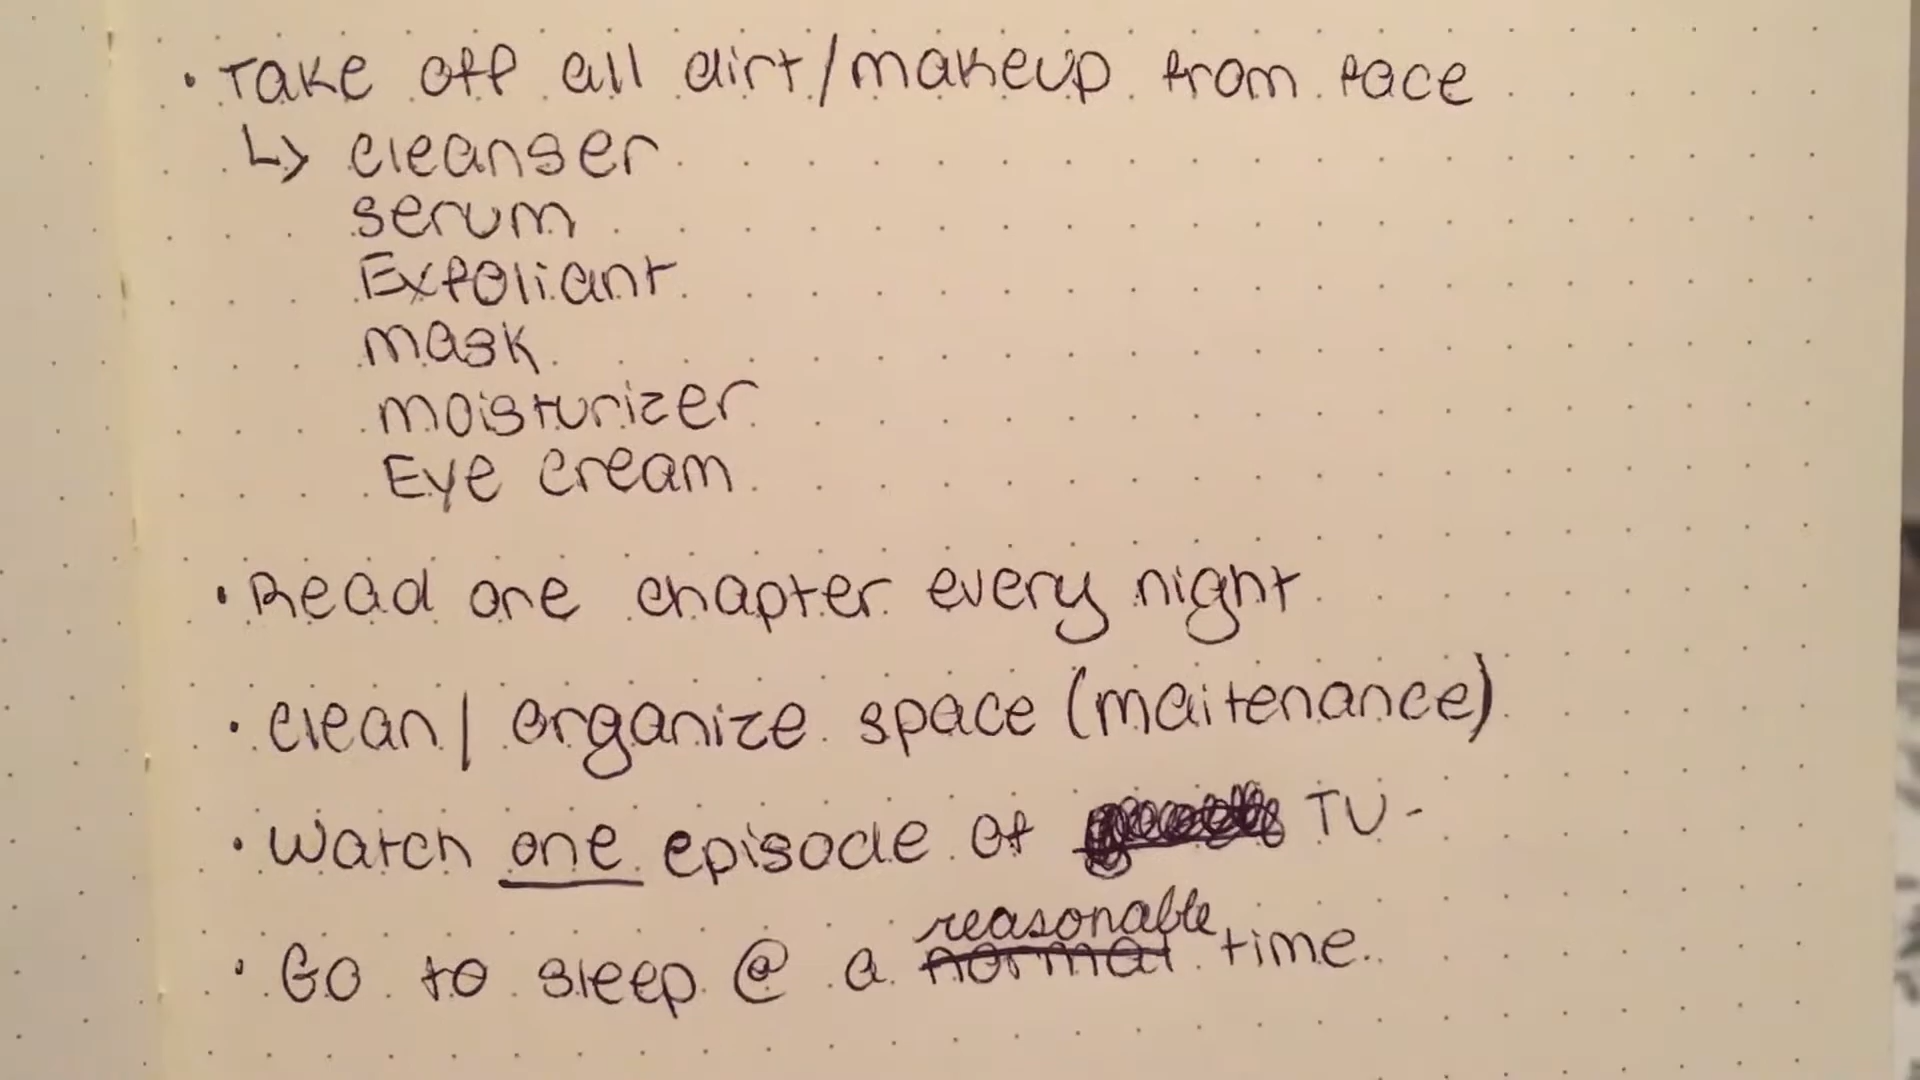 • Take off all dirt/makeup from face
↳ cleanser
serum
Exfoliant
mask
moisturizer
Eye cream
• Read one chapter every night
• clean/organize space (maitenance)
• Watch one episode of TV-
reasonable
• Go to sleep @ a normal time.